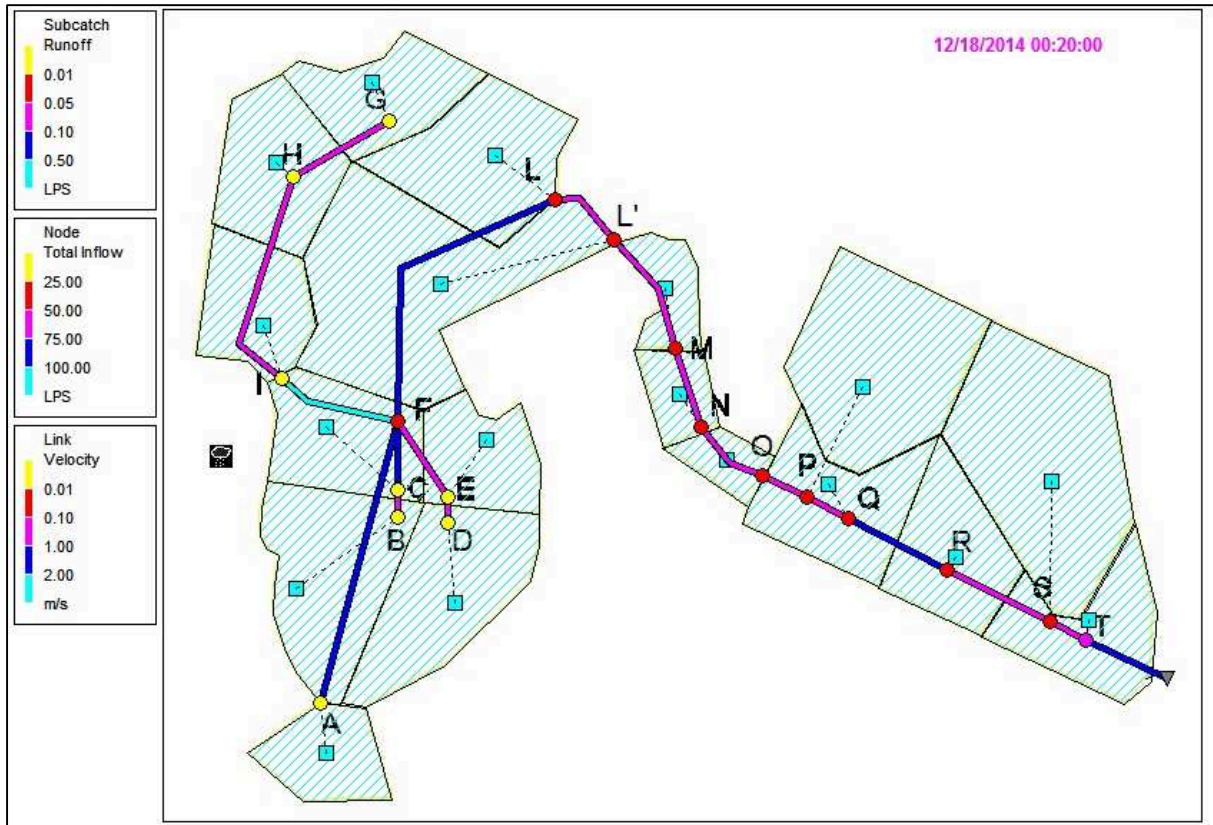 Subcatch
Runoff
0.01
0.05
0.10
0.50
LPS
Node
Total Inflow
25.00
50.00
75.00
100.00
LPS
Link
Velocity
0.01
0.10
1.00
2.00
m/s
12/18/2014 00:20:00
G
H
L
L'
I
F
M
N
O
P
Q
C
E
B
D
R
S
T
A